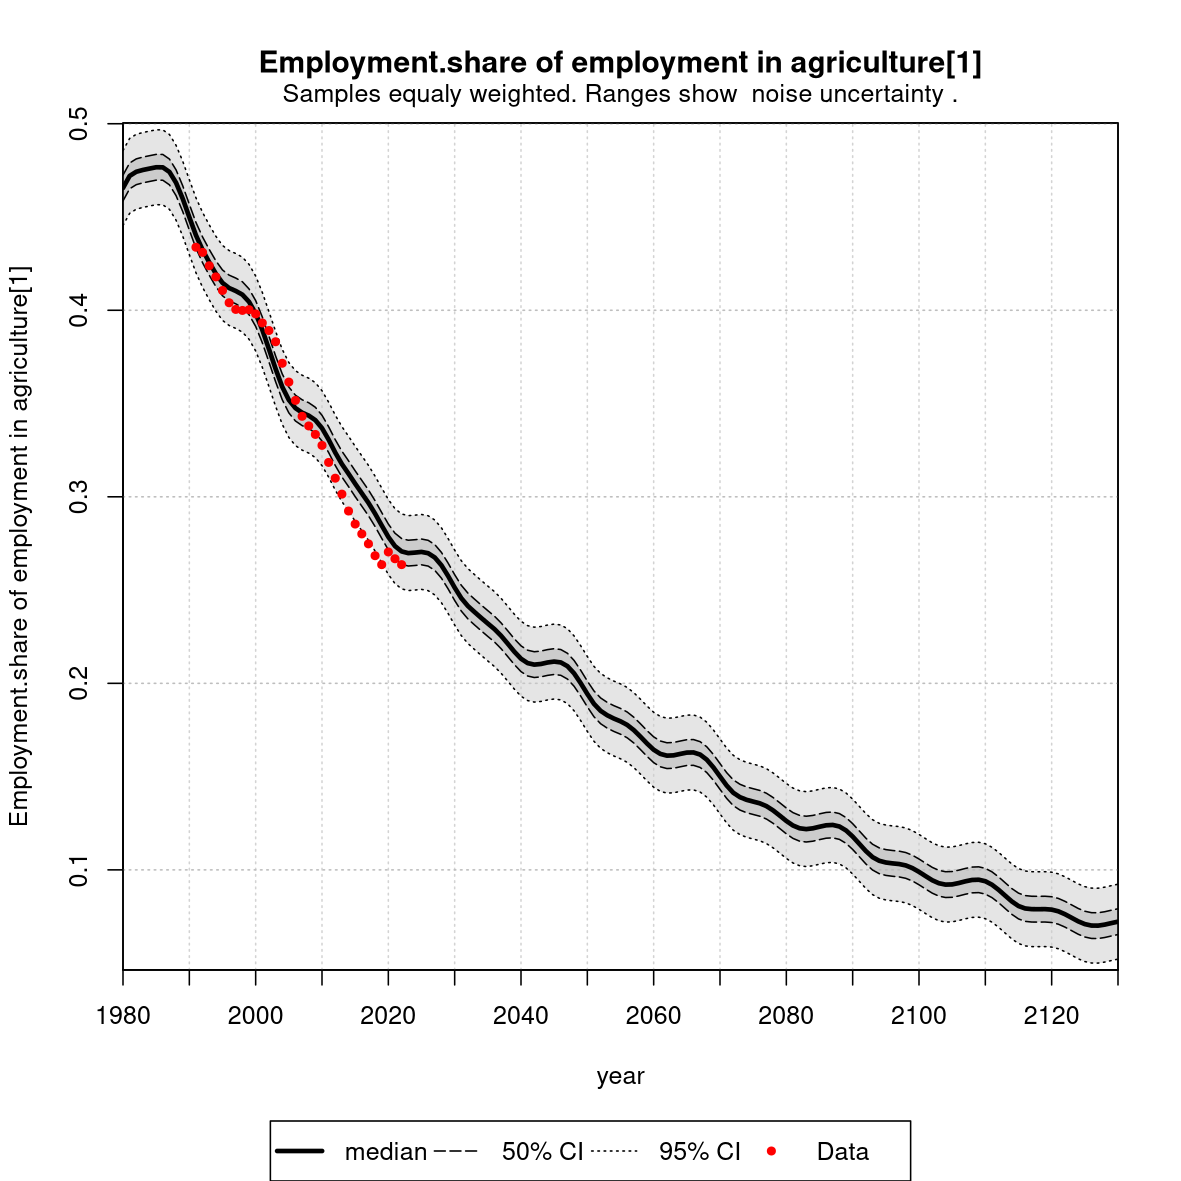 Employment.share of employment in agriculture[1]
Samples equaly weighted. Ranges show  noise uncertainty .
Employment.share of employment in agriculture[1]
0.5
0.4
0.3
0.2
0.1
1980 2000 2020 2040 2060 2080 2100 2120
year
median 50% CI 95% CI Data